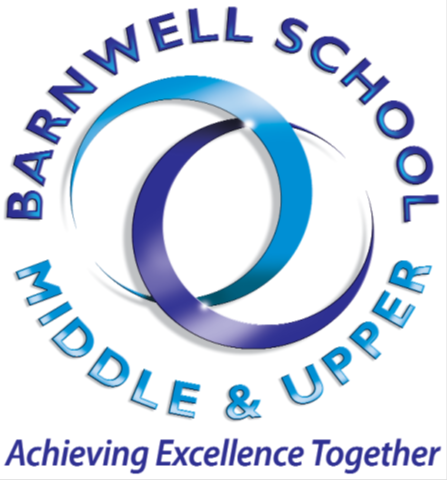 BARNWELL SCHOOL
MIDDLE & UPPER
Achieving Excellence Together